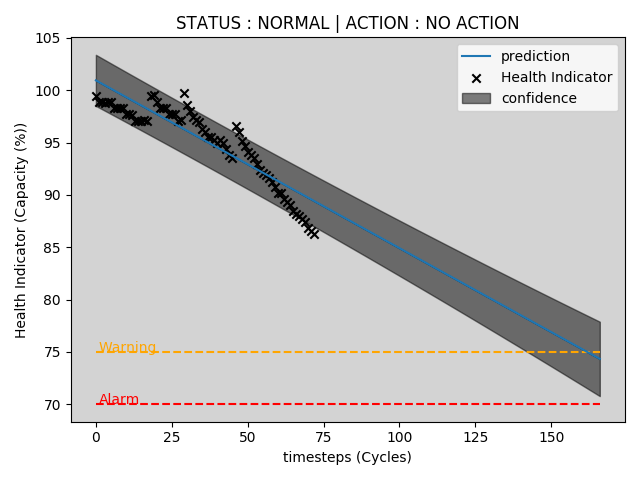 STATUS : NORMAL | ACTION : NO ACTION
Health Indicator (Capacity (%))
105
100
95
90
85
80
75
70
prediction
Health Indicator
confidence
Warning
Alarm
0
25
50
75
100
125
150
timesteps (Cycles)